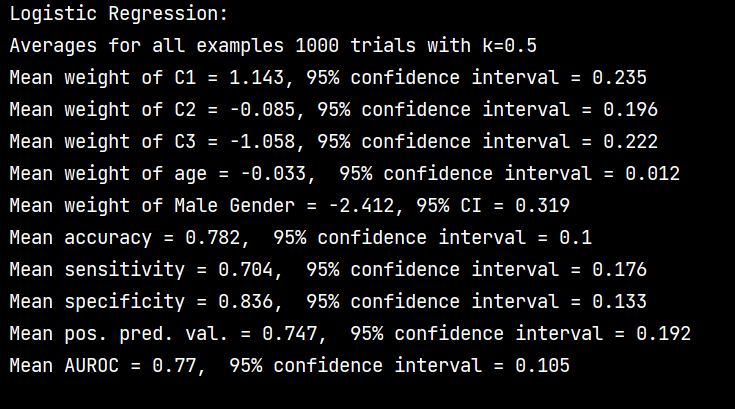 Logistic Regression:
Averages for all examples 1000 trials with k=0.5
Mean weight of C1 = 1.143, 95% confidence interval = 0.235
Mean weight of C2 = -0.085, 95% confidence interval = 0.196
Mean weight of C3 = -1.058, 95% confidence interval = 0.222
Mean weight of age = -0.033,  95% confidence interval = 0.012
Mean weight of Male Gender = -2.412, 95% CI = 0.319
Mean accuracy = 0.782,  95% confidence interval = 0.1
Mean sensitivity = 0.704,  95% confidence interval = 0.176
Mean specificity = 0.836,  95% confidence interval = 0.133
Mean pos. pred. val. = 0.747,  95% confidence interval = 0.192
Mean AUROC = 0.77,  95% confidence interval = 0.105